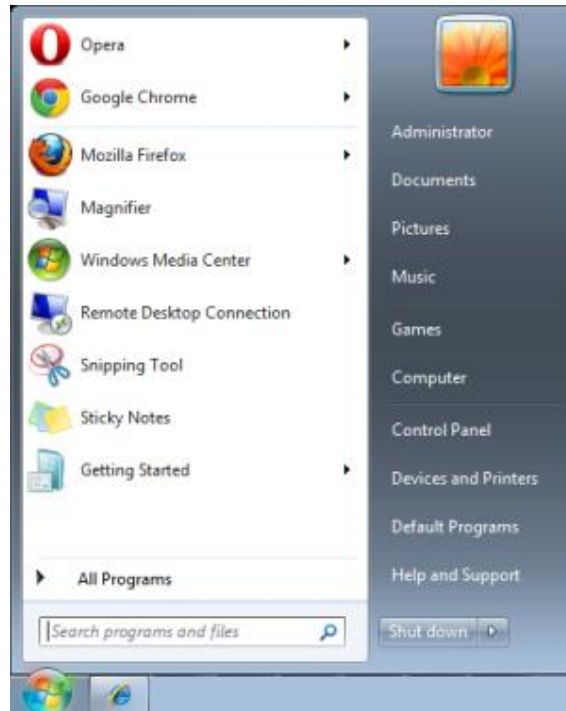 Opera
Google Chrome
Mozilla Firefox
Magnifier
Windows Media Center
Remote Desktop Connection
Snipping Tool
Sticky Notes
Getting Started
All Programs
Search programs and files
Administrator
Documents
Pictures
Music
Games
Computer
Control Panel
Devices and Printers
Default Programs
Help and Support
Shut down